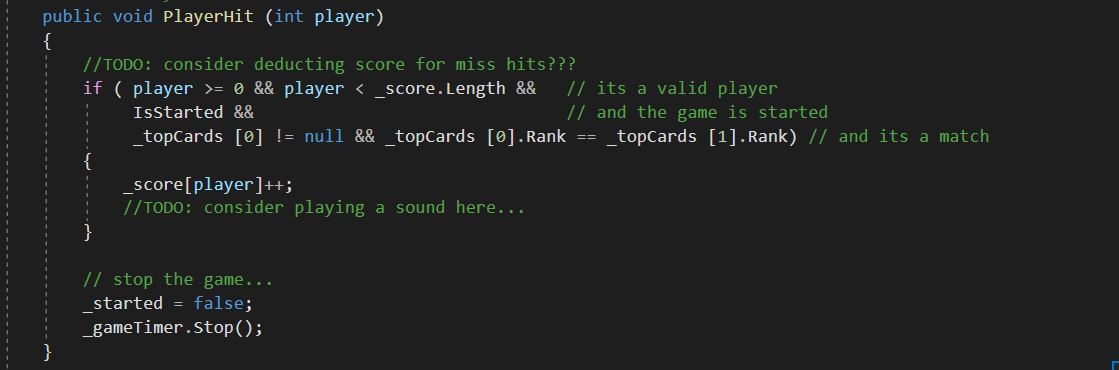 public void PlayerHit (int player)
{
//TODO: consider deducting score for miss hits???
if ( player >= 0 && player < _score.Length && // its a valid player
IsStarted && // and the game is started
_topCards [0] != null && _topCards [0].Rank == _topCards [1].Rank) // and its a match
{
_score[player]++;
//TODO: consider playing a sound here...
}
// stop the game...
_started = false;
_gameTimer.Stop();
}